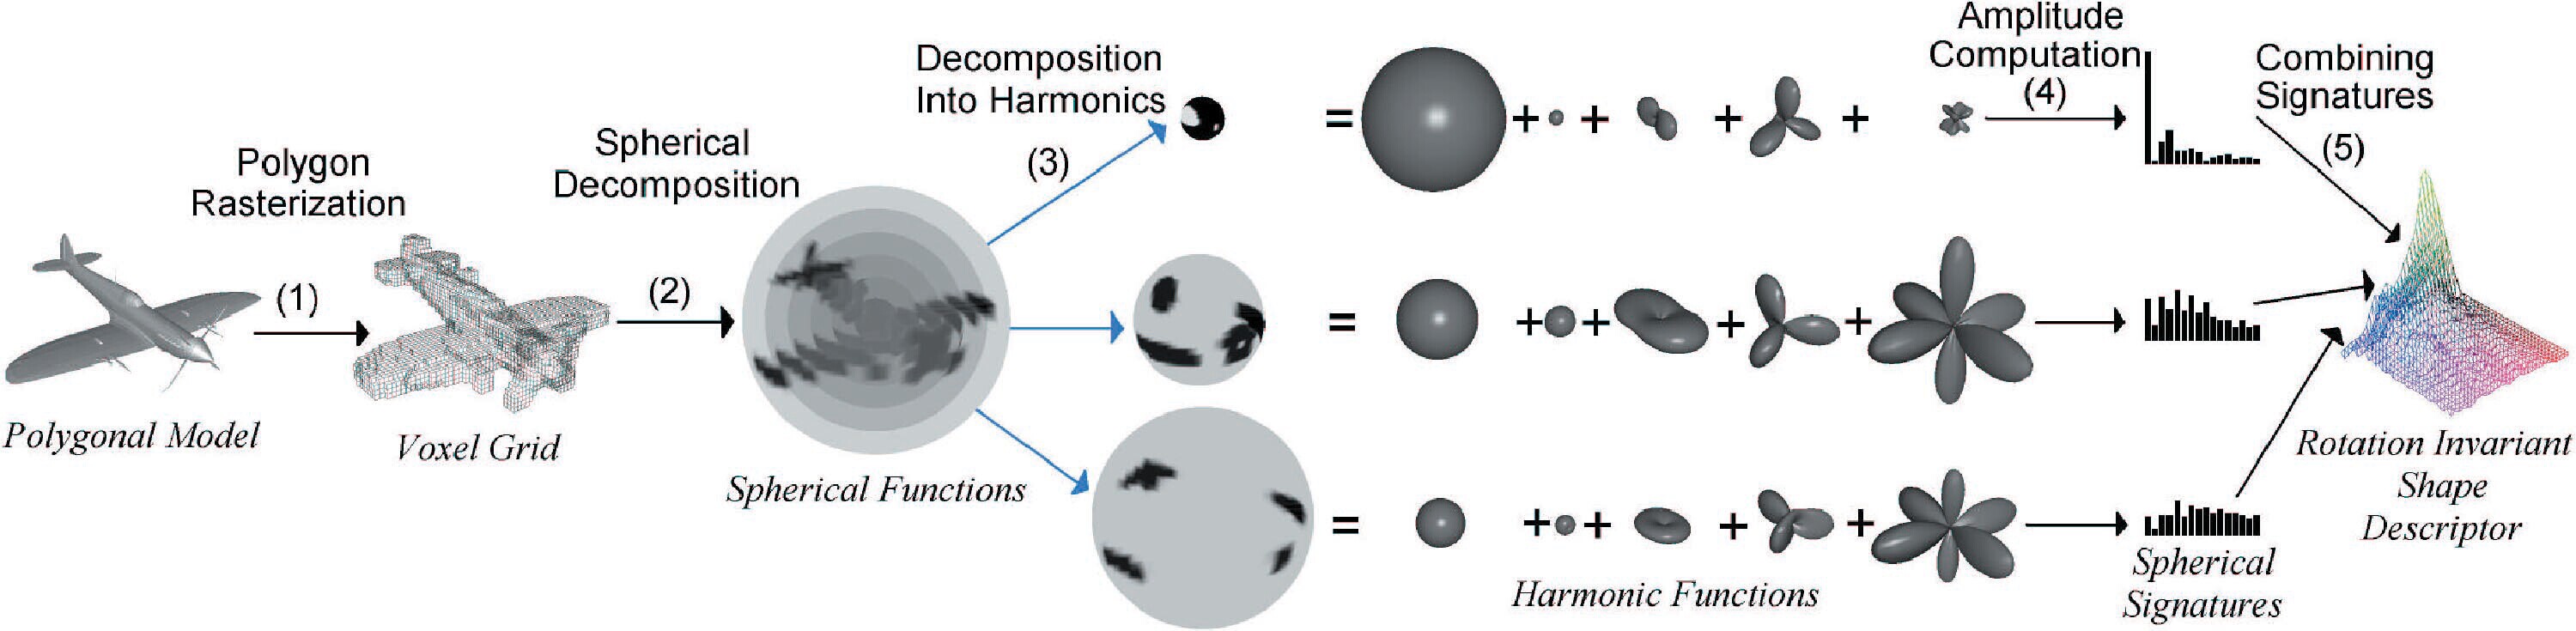 Polygon
Rasterization
(1)
Polygonal Model
Voxel Grid
Spherical
Decomposition
(2)
Spherical Functions
Decomposition
Into Harmonics
(3)
= + + + +
= + + + +
= + + + +
Harmonic Functions
Amplitude
Computation
(4)
Spherical
Signatures
Combining
Signatures
(5)
Rotation Invariant
Shape
Descriptor